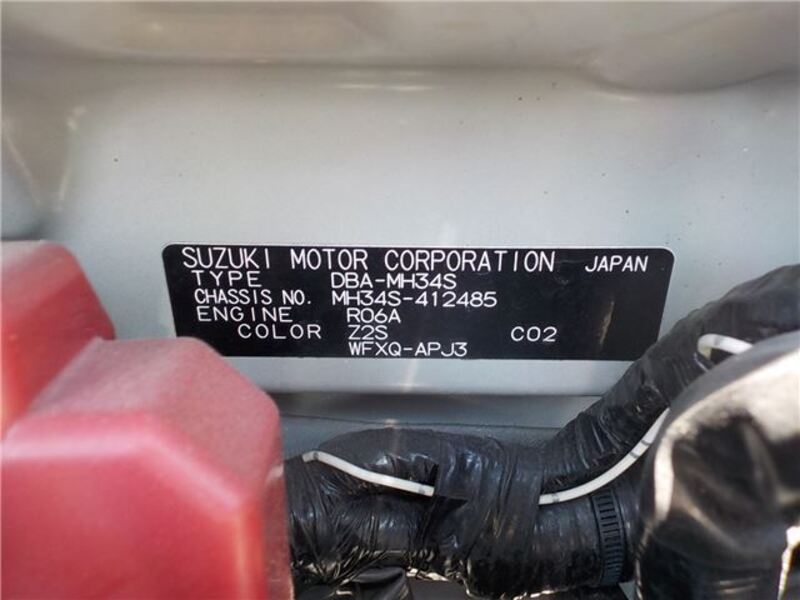 SUZUKI MOTOR CORPORATION JAPAN
TYPE DBA-MH34S
CHASSIS NO. MH34S-412485
ENGINE R06A
COLOR Z2S C02
WFXQ-APJ3